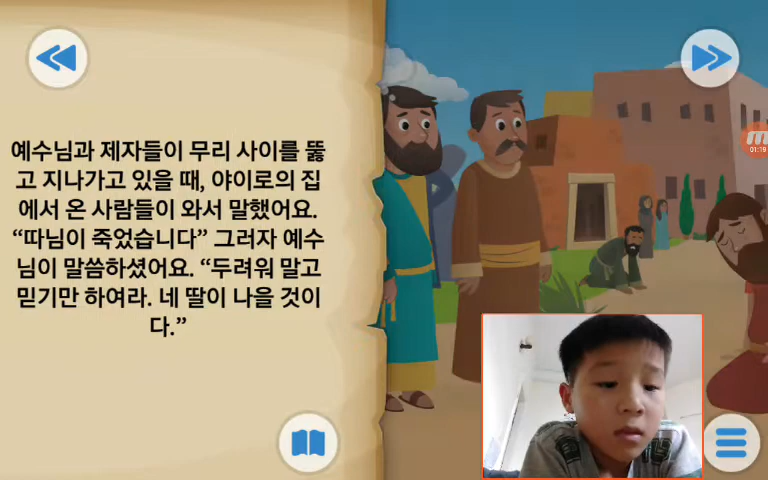 예수님과 제자들이 무리 사이를 뚫
고 지나가고 있을 때, 야이로의 집
에서 온 사람들이 와서 말했어요.
“따님이 죽었습니다” 그러자 예수
님이 말씀하셨어요. “두려워 말고
믿기만 하여라. 네 딸이 나을 것이
다.”
01:19